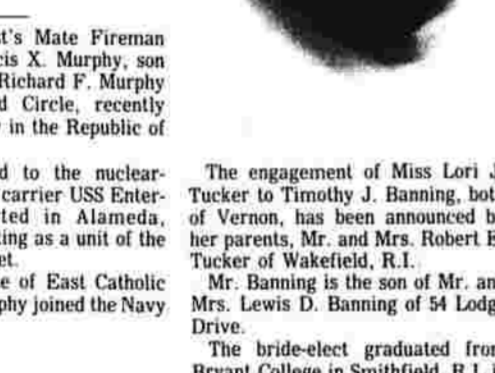 t's Mate Fireman
cis X. Murphy, son
Richard F. Murphy
d Circle, recently
in the Republic of
d to the nuclear-
carrier USS Enter-
ted in Alameda,
ing as a unit of the
et.
e of East Catholic
phy joined the Navy
The engagement of Miss Lori J
Tucker to Timothy J. Banning, bot
of Vernon, has been announced b
her parents, Mr. and Mrs. Robert E
Tucker of Wakefield, R.I.
Mr. Banning is the son of Mr. an
Mrs. Lewis D. Banning of 54 Lodg
Drive.
The bride-elect graduated from
Bryant College in Smithfield, R.I.